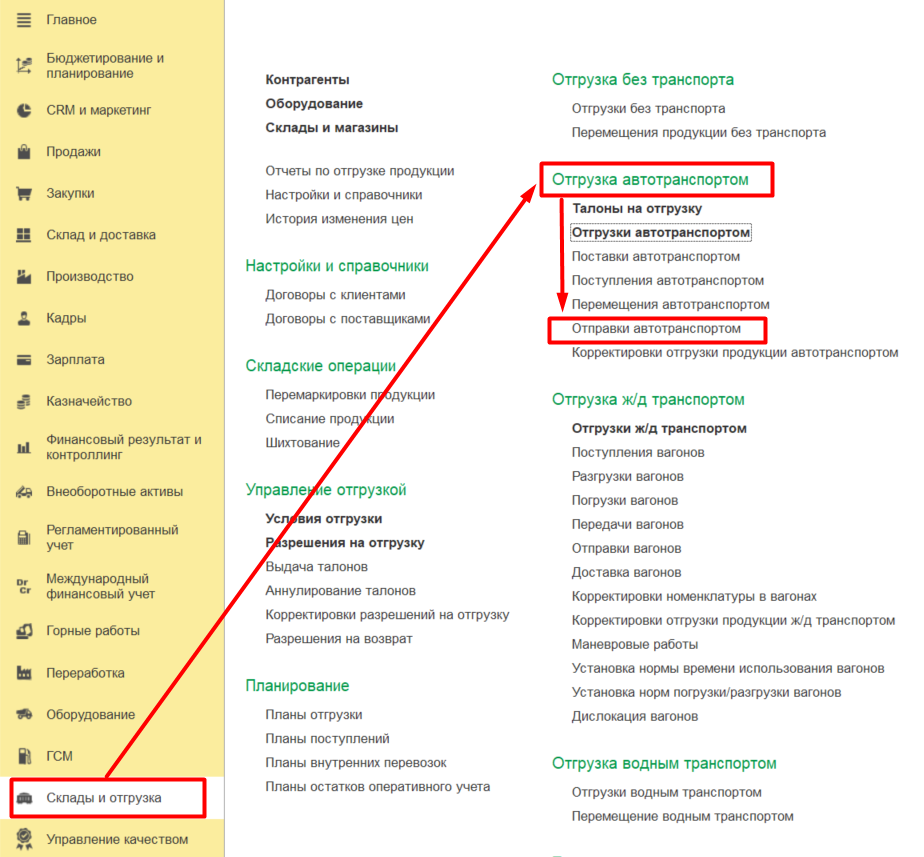 Главное
Бюджетирование и
планирование
CRM и маркетинг
Продажи
Закупки
Склад и доставка
Производство
Кадры
Зарплата
Казначейство
Финансовый результат и
контроллинг
Внеоборотные активы
Регламентированный
учет
Dr
Cr
Международный
финансовый учет
Горные работы
Переработка
Оборудование
ГСМ
Склады и отгрузка
Управление качеством
Контрагенты
Оборудование
Склады и магазины
Отчеты по отгрузке продукции
Настройки и справочники
История изменения цен
Настройки и справочники
Договоры с клиентами
Договоры с поставщиками
Складские операции
Перемаркировки продукции
Списание продукции
Шихтование
Управление отгрузкой
Условия отгрузки
Разрешения на отгрузку
Выдача талонов
Аннулирование талонов
Корректировки разрешений на отгрузку
Разрешения на возврат
Планирование
Планы отгрузки
Планы поступлений
Планы внутренних перевозок
Планы остатков оперативного учета
Отгрузка без транспорта
Отгрузки без транспорта
Перемещения продукции без транспорта
Отгрузка автотранспортом
Талоны на отгрузку
Отгрузки автотранспортом
Поставки автотранспортом
Поступления автотранспортом
Перемещения автотранспортом
Отправки автотранспортом
Корректировки отгрузки продукции автотранспортом
Отгрузка ж/д транспортом
Отгрузки ж/д транспортом
Поступления вагонов
Разгрузки вагонов
Погрузки вагонов
Передачи вагонов
Отправки вагонов
Доставка вагонов
Корректировки номенклатуры в вагонах
Корректировки отгрузки продукции ж/д транспортом
Маневровые работы
Установка нормы времени использования вагонов
Установка норм погрузки/разгрузки вагонов
Дислокация вагонов
Отгрузка водным транспортом
Отгрузки водным транспортом
Перемещение водным транспортом